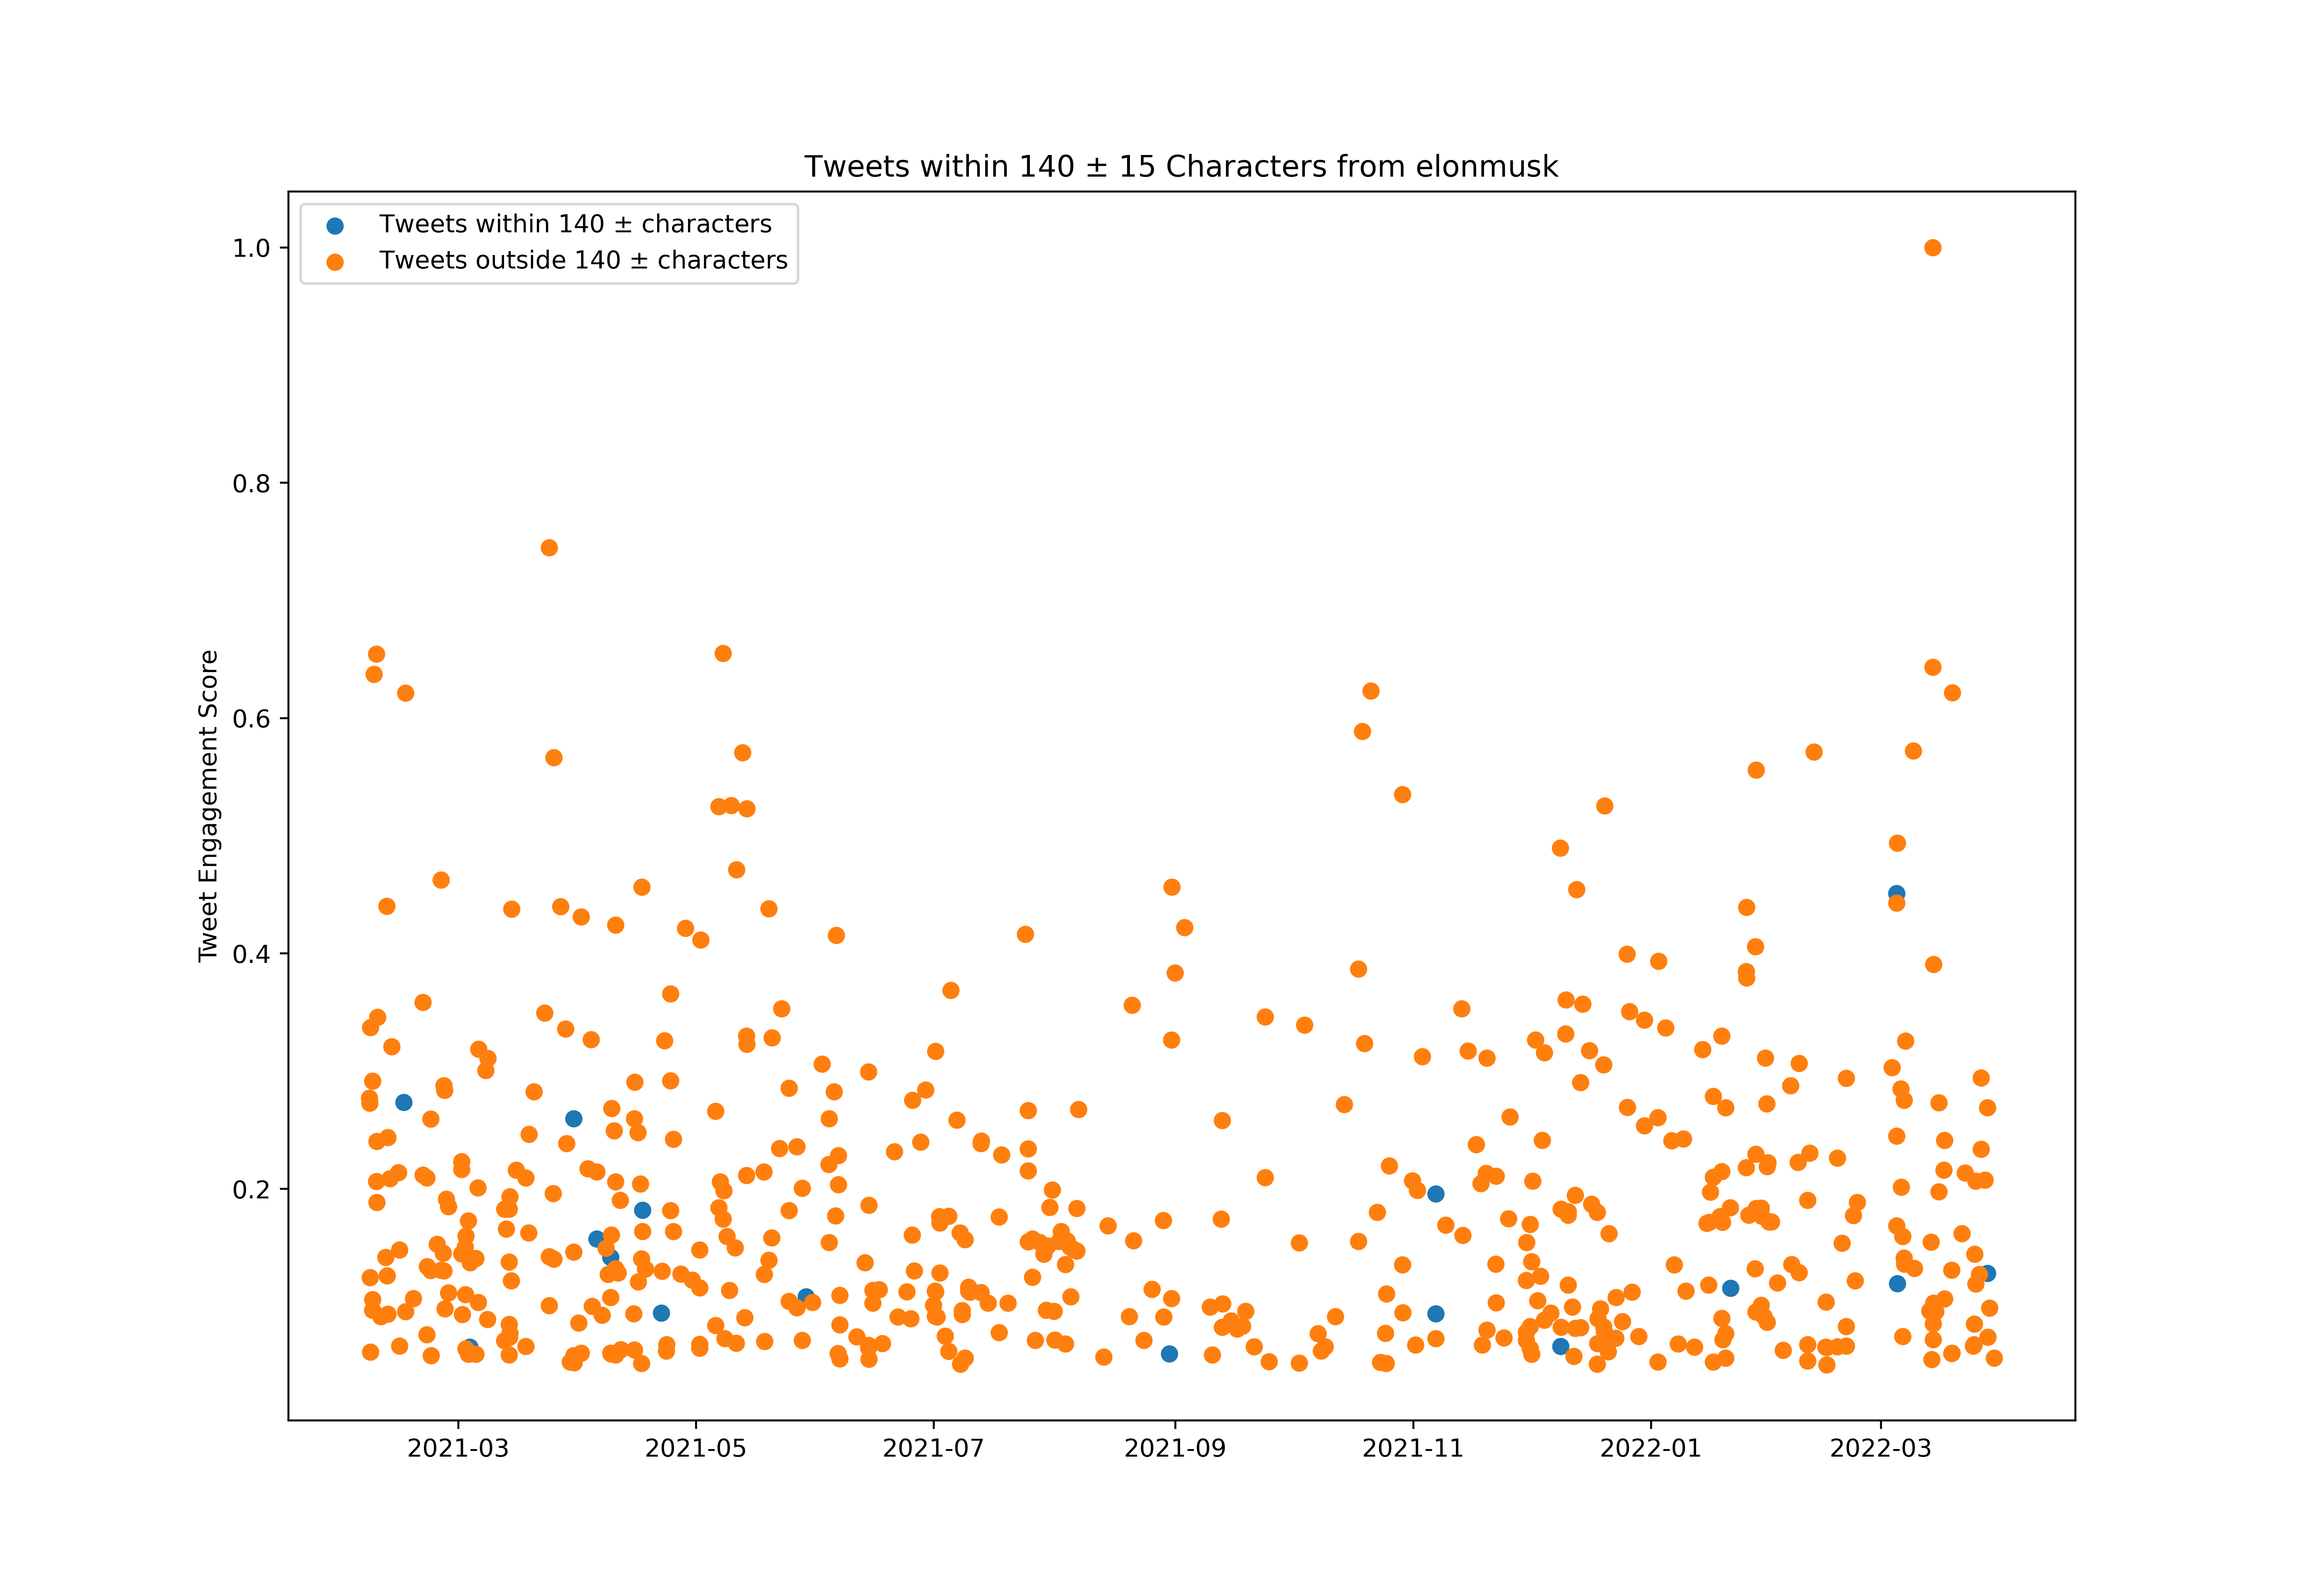 Tweets within 140 ± 15 Characters from elonmusk
Tweets within 140 ± characters
Tweets outside 140 ± characters
Tweet Engagement Score
1.0
0.8
0.6
0.4
0.2
2021-03 2021-05 2021-07 2021-09 2021-11 2022-01 2022-03